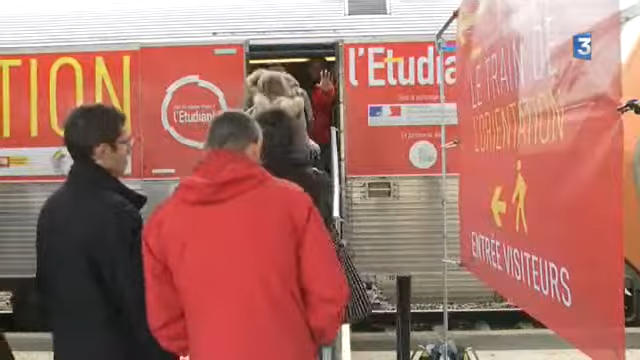 TION
l'Etudiant
l'Etudia
3
LE TRAIN DE
L'ORIENTATION
ENTRÉE VISITEURS